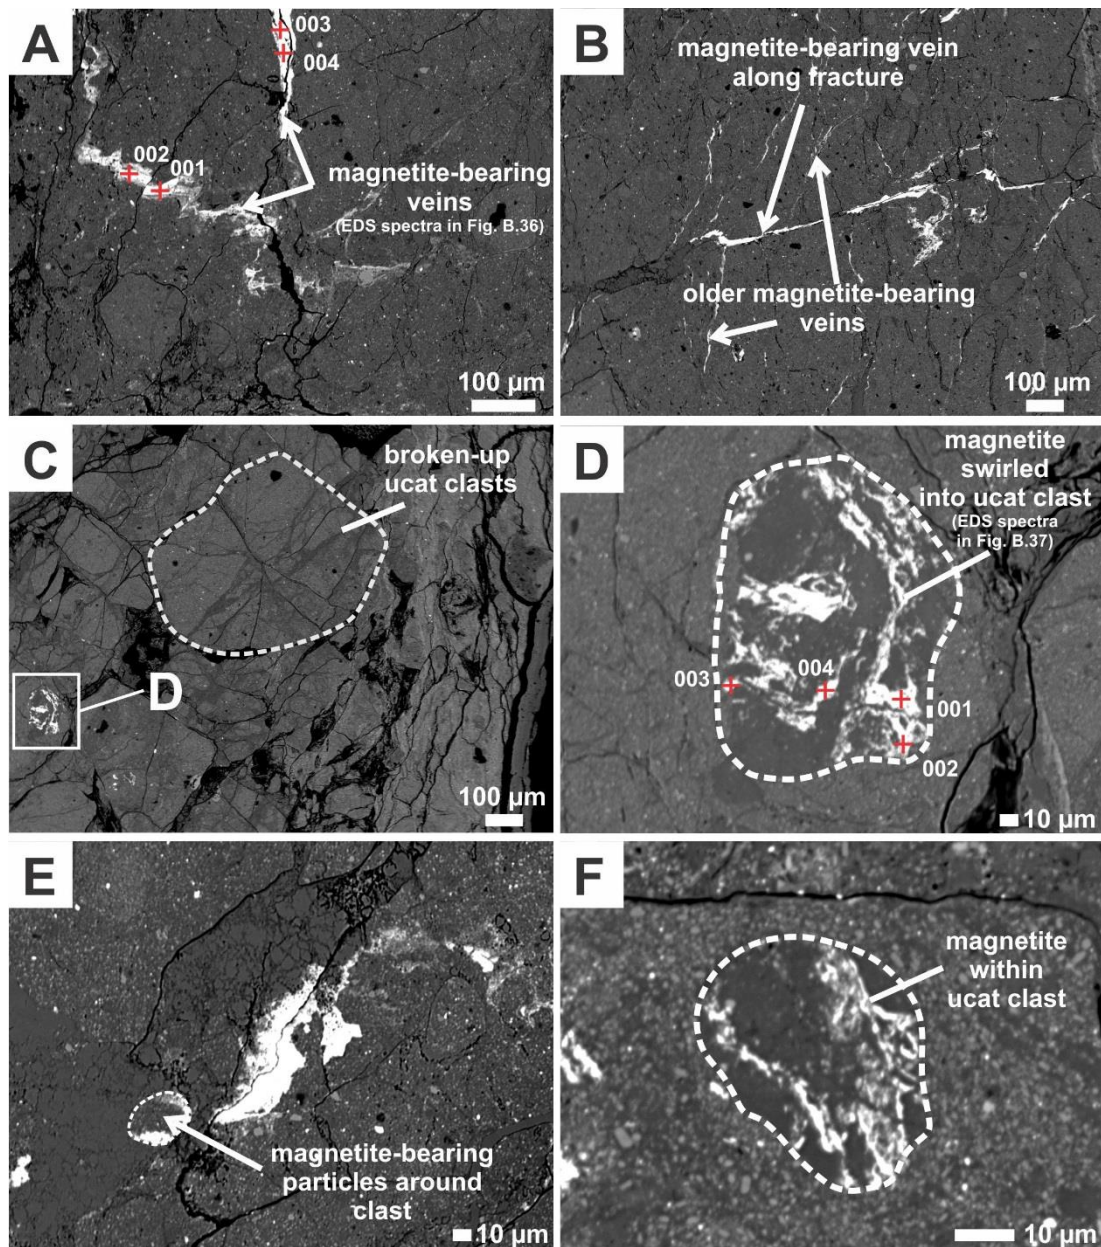 A
003
004
002
001
magnetite-bearing
veins
(EDS spectra in Fig. B.36)
100 µm
B
magnetite-bearing vein
along fracture
older magnetite-bearing
veins
100 µm
C
broken-up
ucat clasts
D
100 µm
D
magnetite
swirled
into ucat clast
(EDS spectra
in Fig. B.37)
003
004
001
002
10 µm
E
magnetite-bearing
particles around
clast
10 µm
F
magnetite
within
ucat clast
10 µm